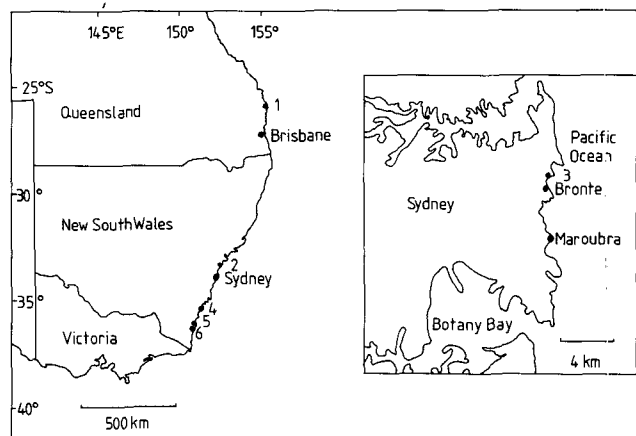 145°E 150° 155°
25°S
30°
35°
40°
Queensland
1
Brisbane
New South Wales
2
Sydney
4
5
6
Victoria
500 km
Pacific
Ocean
3
Bronte
Sydney
Maroubra
Botany Bay
4 km